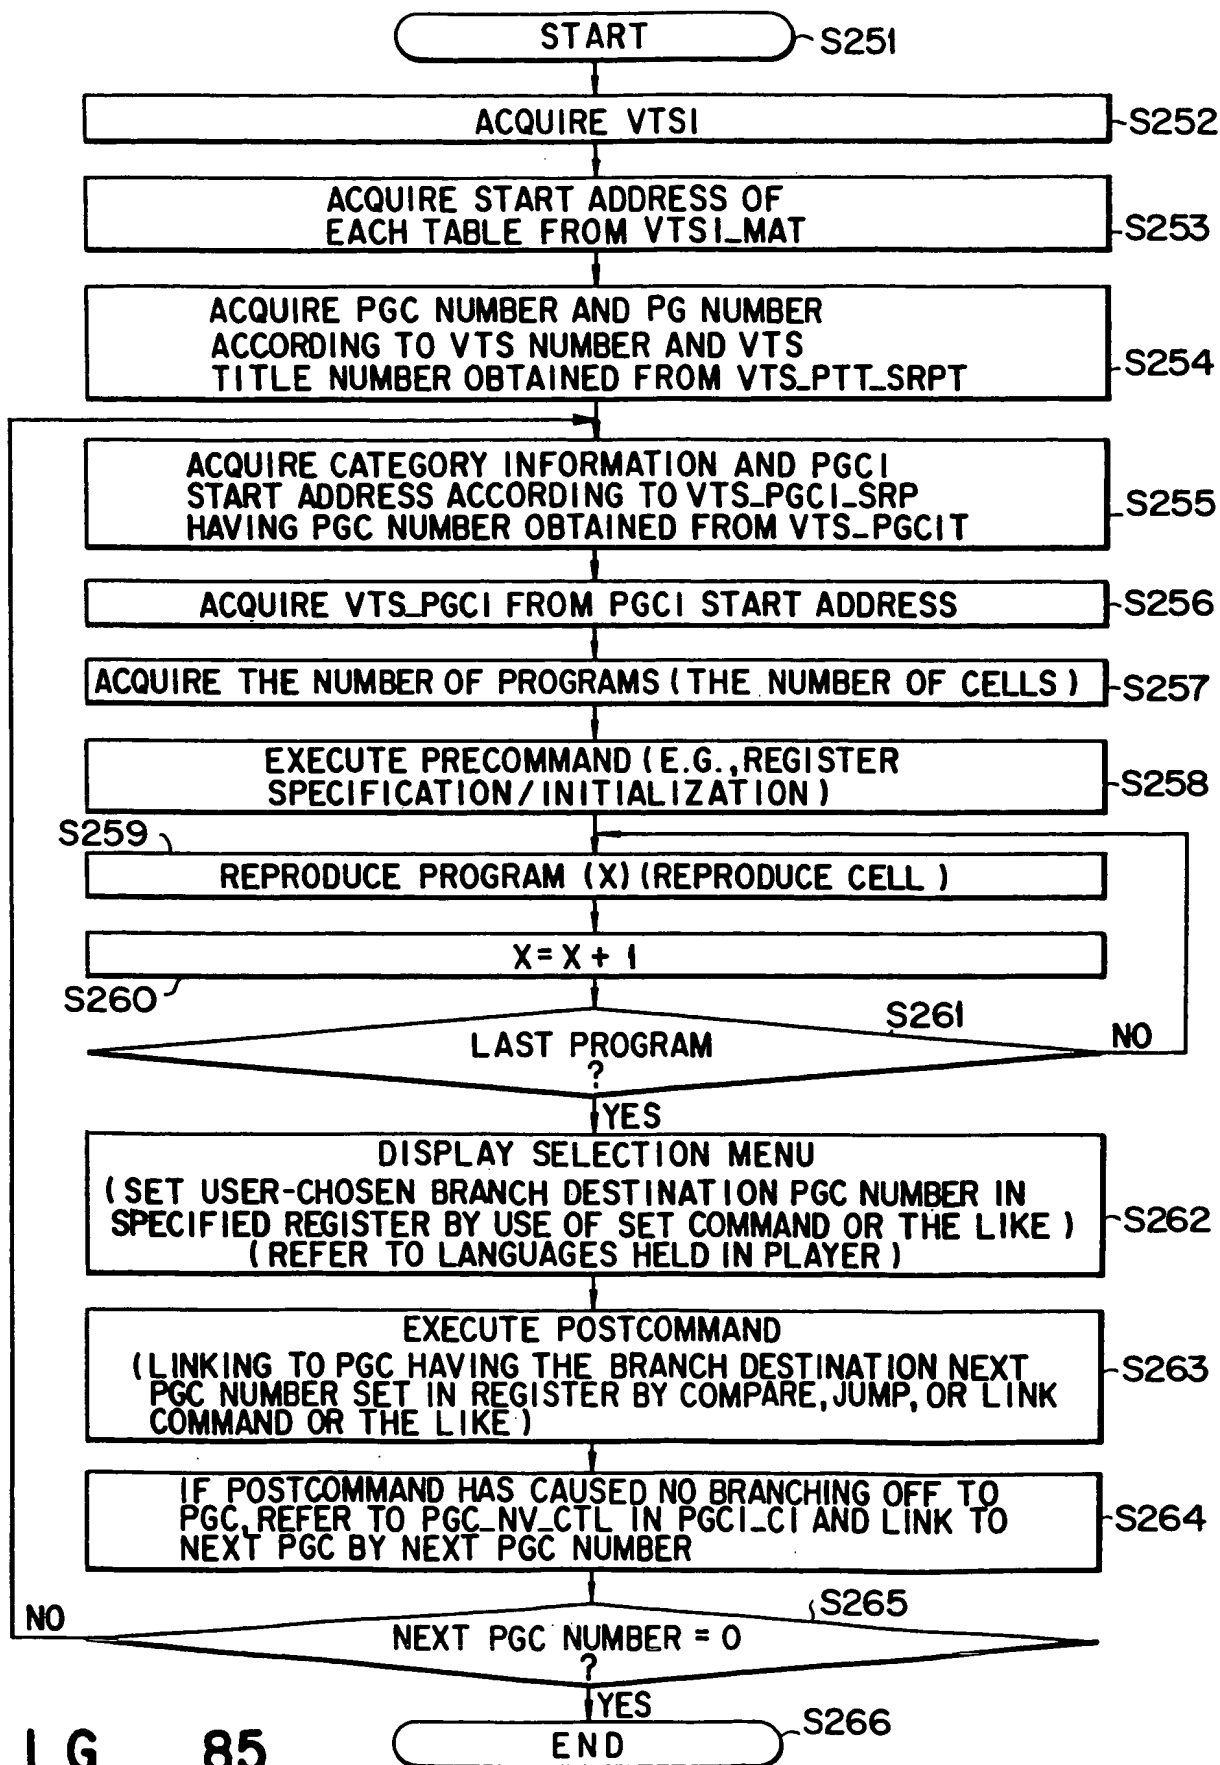 START
S251
ACQUIRE VTSI
S252
ACQUIRE START ADDRESS OF
EACH TABLE FROM VTSI_MAT
S253
ACQUIRE PGC NUMBER AND PG NUMBER
ACCORDING TO VTS NUMBER AND VTS
TITLE NUMBER OBTAINED FROM VTS_PTT_SRPT
S254
ACQUIRE CATEGORY INFORMATION AND PGCI
START ADDRESS ACCORDING TO VTS_PGCI_SRP
HAVING PGC NUMBER OBTAINED FROM VTS_PGCIT
S255
ACQUIRE VTS_PGCI FROM PGCI START ADDRESS
S256
ACQUIRE THE NUMBER OF PROGRAMS (THE NUMBER OF CELLS)
S257
EXECUTE PRECOMMAND (E.G., REGISTER
SPECIFICATION/INITIALIZATION)
S258
S259
REPRODUCE PROGRAM (X) (REPRODUCE CELL)
X = X + 1
S260
S261
LAST PROGRAM
?
NO
YES
DISPLAY SELECTION MENU
(SET USER-CHOSEN BRANCH DESTINATION PGC NUMBER IN
SPECIFIED REGISTER BY USE OF SET COMMAND OR THE LIKE)
(REFER TO LANGUAGES HELD IN PLAYER)
S262
EXECUTE POSTCOMMAND
(LINKING TO PGC HAVING THE BRANCH DESTINATION NEXT
PGC NUMBER SET IN REGISTER BY COMPARE, JUMP, OR LINK
COMMAND OR THE LIKE)
S263
IF POSTCOMMAND HAS CAUSED NO BRANCHING OFF TO
PGC, REFER TO PGC_NV_CTL IN PGCI_CI AND LINK TO
NEXT PGC BY NEXT PGC NUMBER
S264
S265
NO
NEXT PGC NUMBER = 0
?
YES
END
S266
I G 85